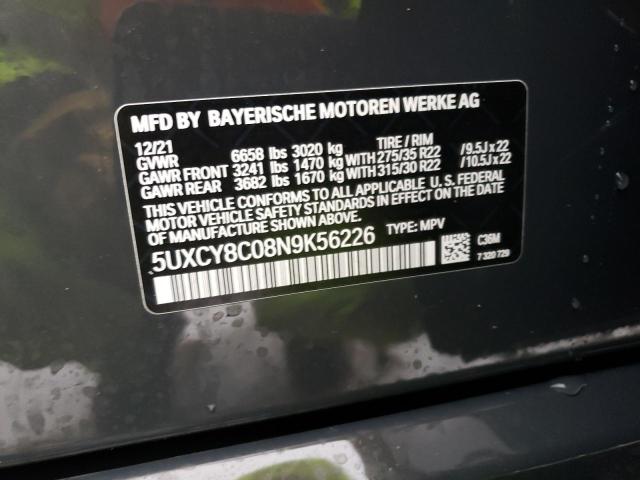 MFD BY BAYERISCHE MOTOREN WERKE AG
12/21 TIRE / RIM
GVWR 6658 lbs 3020 kg
GAWR FRONT 3241 lbs 1470 kg WITH 275/35 R22 /9.5J x 22
GAWR REAR 3682 lbs 1670 kg WITH 315/30 R22 /10.5J x 22
THIS VEHICLE CONFORMS TO ALL APPLICABLE U.S. FEDERAL
MOTOR VEHICLE SAFETY STANDARDS IN EFFECT ON THE DATE
OF MANUFACTURE SHOWN ABOVE.
5UXCY8C08N9K56226 TYPE: MPV
C36M
7 320 729